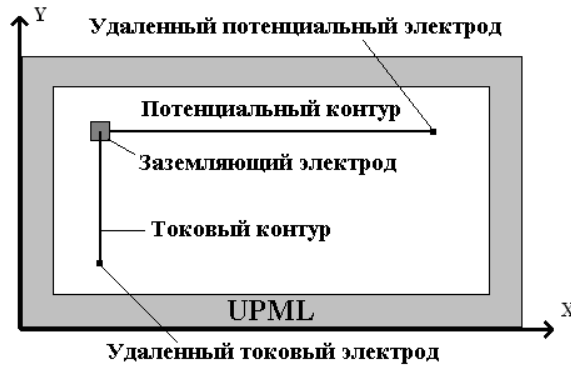 Y
Удаленный потенциальный электрод
Потенциальный контур
Заземляющий электрод
Токовый контур
UPML
X
Удаленный токовый электрод